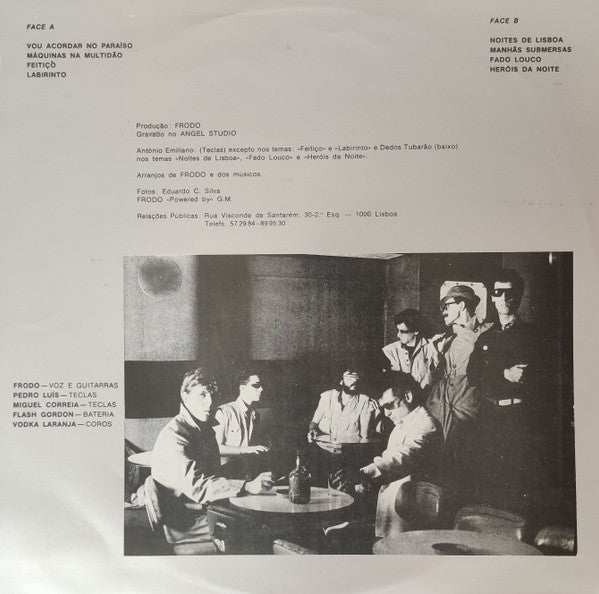 FACE A
VOU ACORDAR NO PARAÍSO
MÁQUINAS NA MULTIDÃO
FEITIÇO
LABIRINTO
FACE B
NOITES DE LISBOA
MANHÃS SUBMERSAS
FADO LOUCO
HERÓIS DA NOITE
Produção: FRODO
Gravado no ANGEL STUDIO
António Emiliano: (Teclas) excepto nos temas: «Feitiço» e «Labirinto» e Dedos Tubarão (baixo)
nos temas «Noites de Lisboa», «Fado Louco» e «Heróis da Noite».
Arranjos de FRODO e dos músicos.
Fotos: Eduardo C. Silva
FRODO «Powered by» G.M.
Relações Públicas: Rua Visconde de Santarém, 30-2.º Esq. — 1000 Lisboa
Telefs. 57 29 84 – 89 95 30
FRODO — VOZ E GUITARRAS
PEDRO LUÍS — TECLAS
MIGUEL CORREIA — TECLAS
FLASH GORDON — BATERIA
VODKA LARANJA — COROS